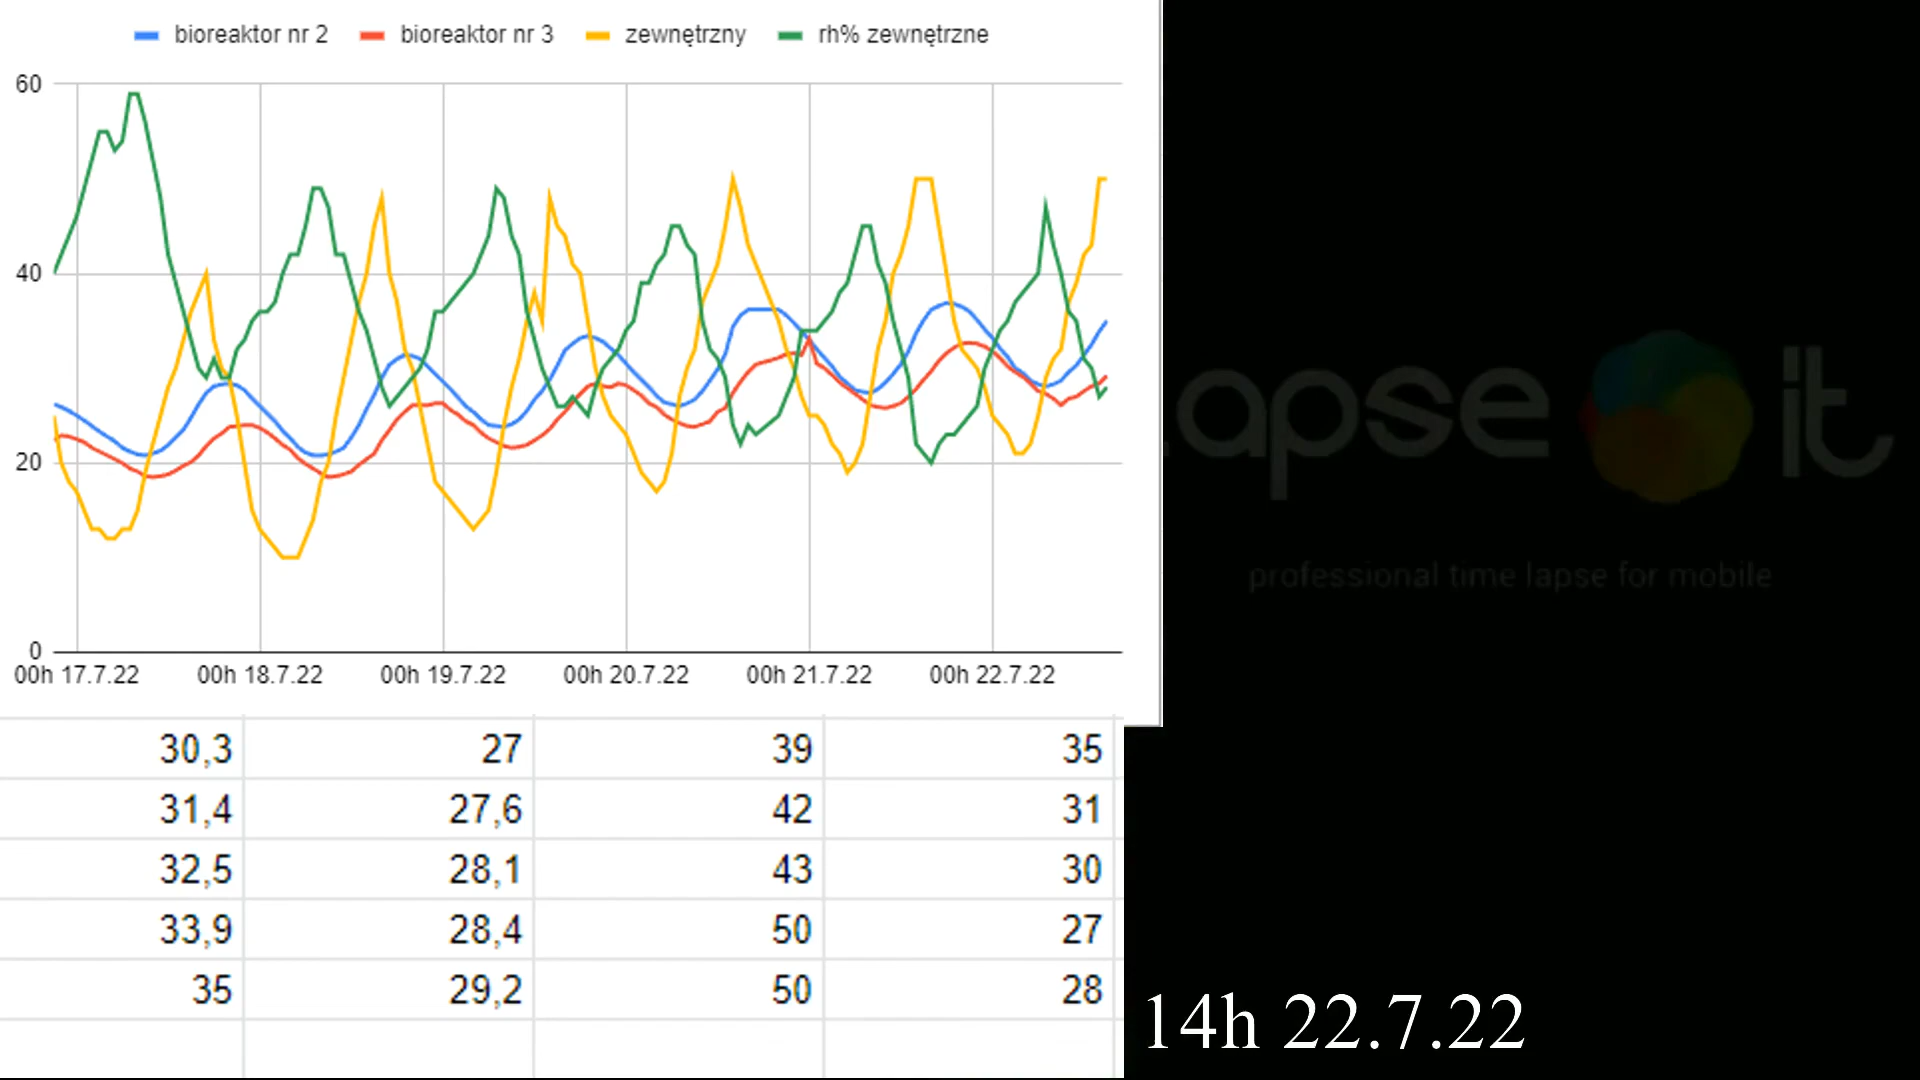 bioreaktor nr 2 bioreaktor nr 3 zewnętrzny rh% zewnętrzne
60
40
20
0
00h 17.7.22 00h 18.7.22 00h 19.7.22 00h 20.7.22 00h 21.7.22 00h 22.7.22
30,3 27 39 35
31,4 27,6 42 31
32,5 28,1 43 30
33,9 28,4 50 27
35 29,2 50 28
lapse it
professional time lapse for mobile
14h 22.7.22